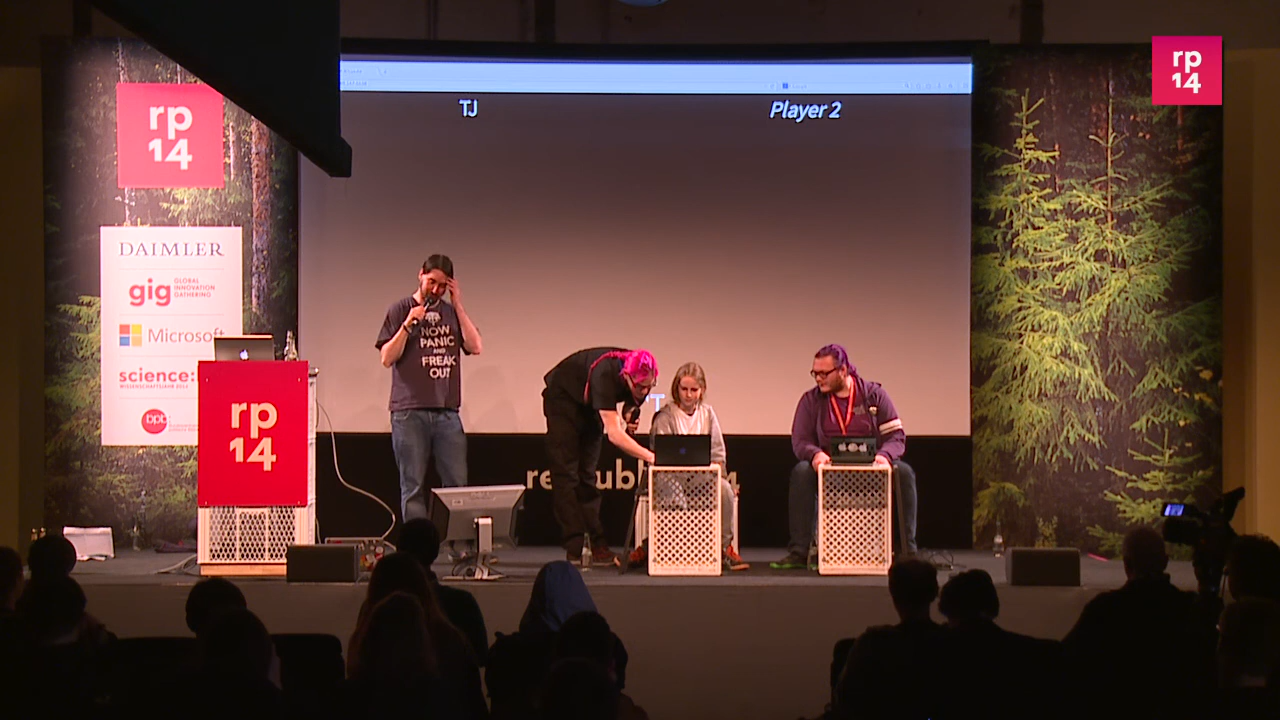 rp
14
rp
14
TJ
Player 2
DAIMLER
gig GLOBAL
INNOVATION
GATHERING
Microsoft
science:
bpb:
NOW
PANIC
AND
FREAK
OUT
rp
14